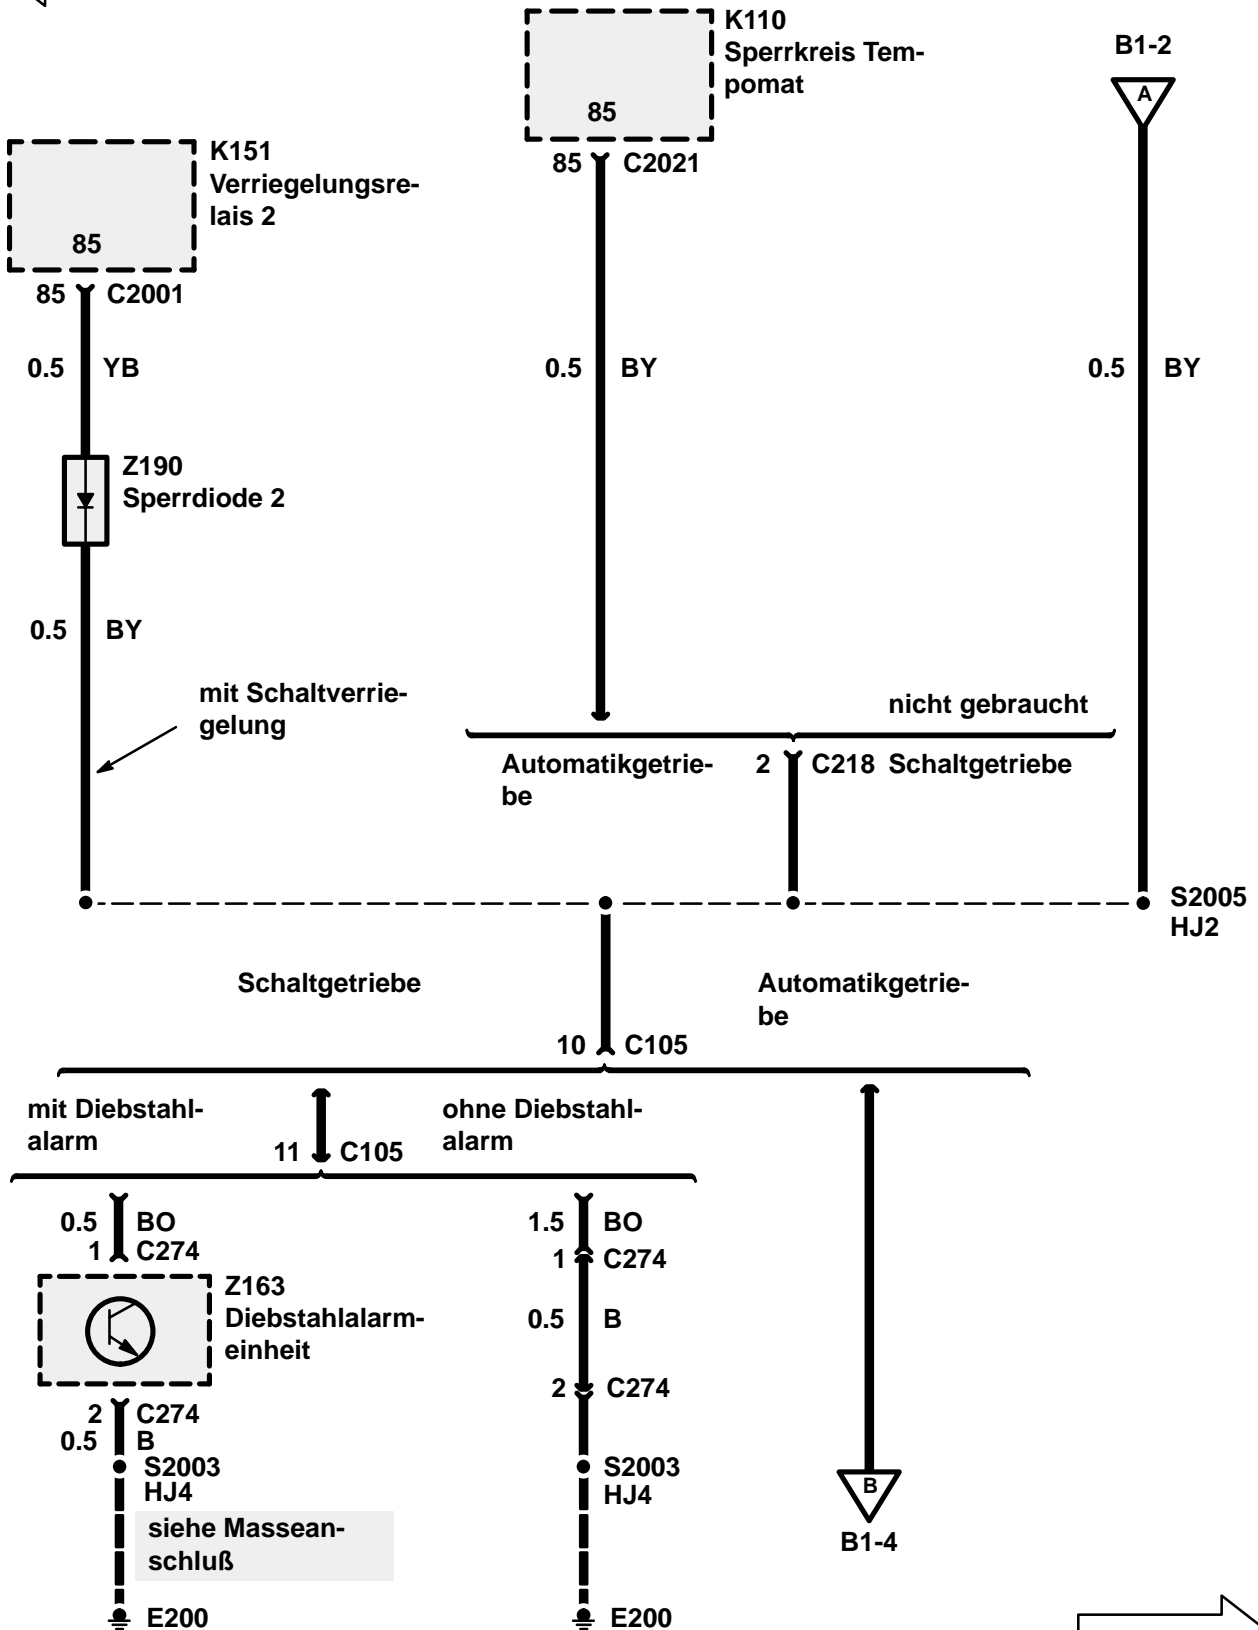 K110
Sperrkreis Tem-
pomat
85
85 C2021
B1-2
A
K151
Verriegelungsre-
lais 2
85
85 C2001
0.5 YB
0.5 BY
0.5 BY
Z190
Sperrdiode 2
0.5 BY
mit Schaltverrie-
gelung
nicht gebraucht
Automatikgetrie-
be
2 C218 Schaltgetriebe
S2005
HJ2
Schaltgetriebe
Automatikgetrie-
be
10 C105
mit Diebstahl-
alarm
11 C105
ohne Diebstahl-
alarm
0.5 BO
1 C274
Z163
Diebstahlalarm-
einheit
2 C274
0.5 B
S2003
HJ4
siehe Massean-
schluß
E200
1.5 BO
1 C274
0.5 B
2 C274
S2003
HJ4
E200
B
B1-4